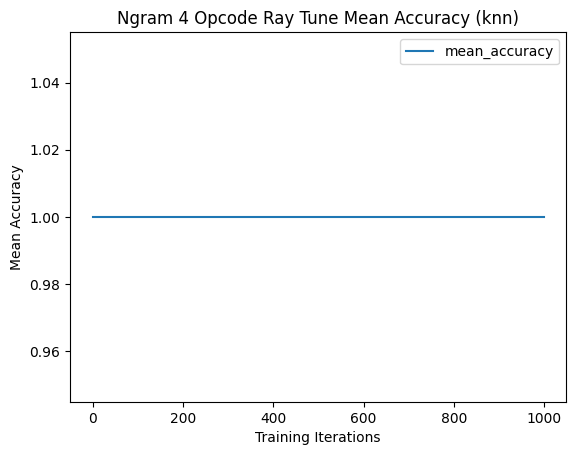 Ngram 4 Opcode Ray Tune Mean Accuracy (knn)
mean_accuracy
1.04
1.02
1.00
0.98
0.96
Mean Accuracy
0 200 400 600 800 1000
Training Iterations